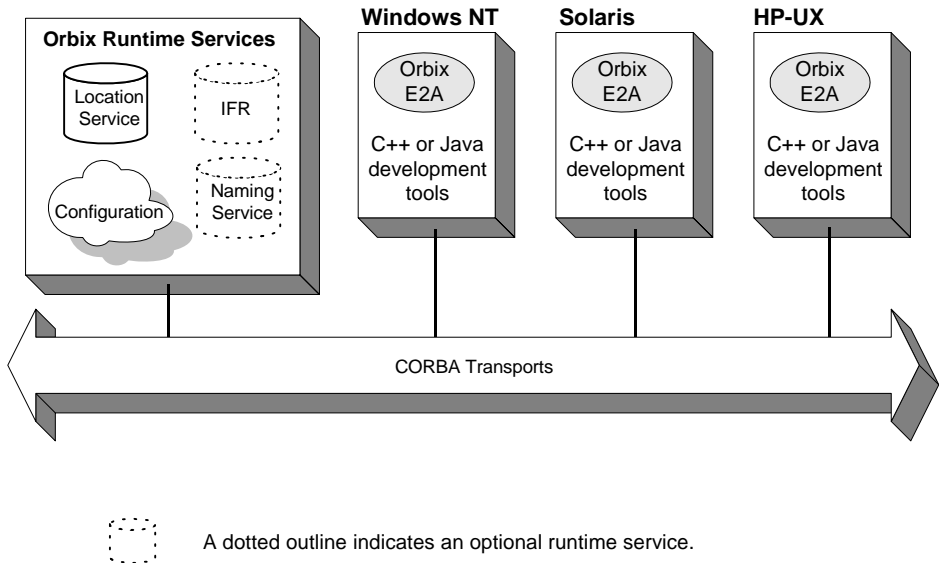 Orbix Runtime Services
Location
Service
IFR
Configuration
Naming
Service
Windows NT
Orbix
E2A
C++ or Java
development
tools
Solaris
Orbix
E2A
C++ or Java
development
tools
HP-UX
Orbix
E2A
C++ or Java
development
tools
CORBA Transports
A dotted outline indicates an optional runtime service.